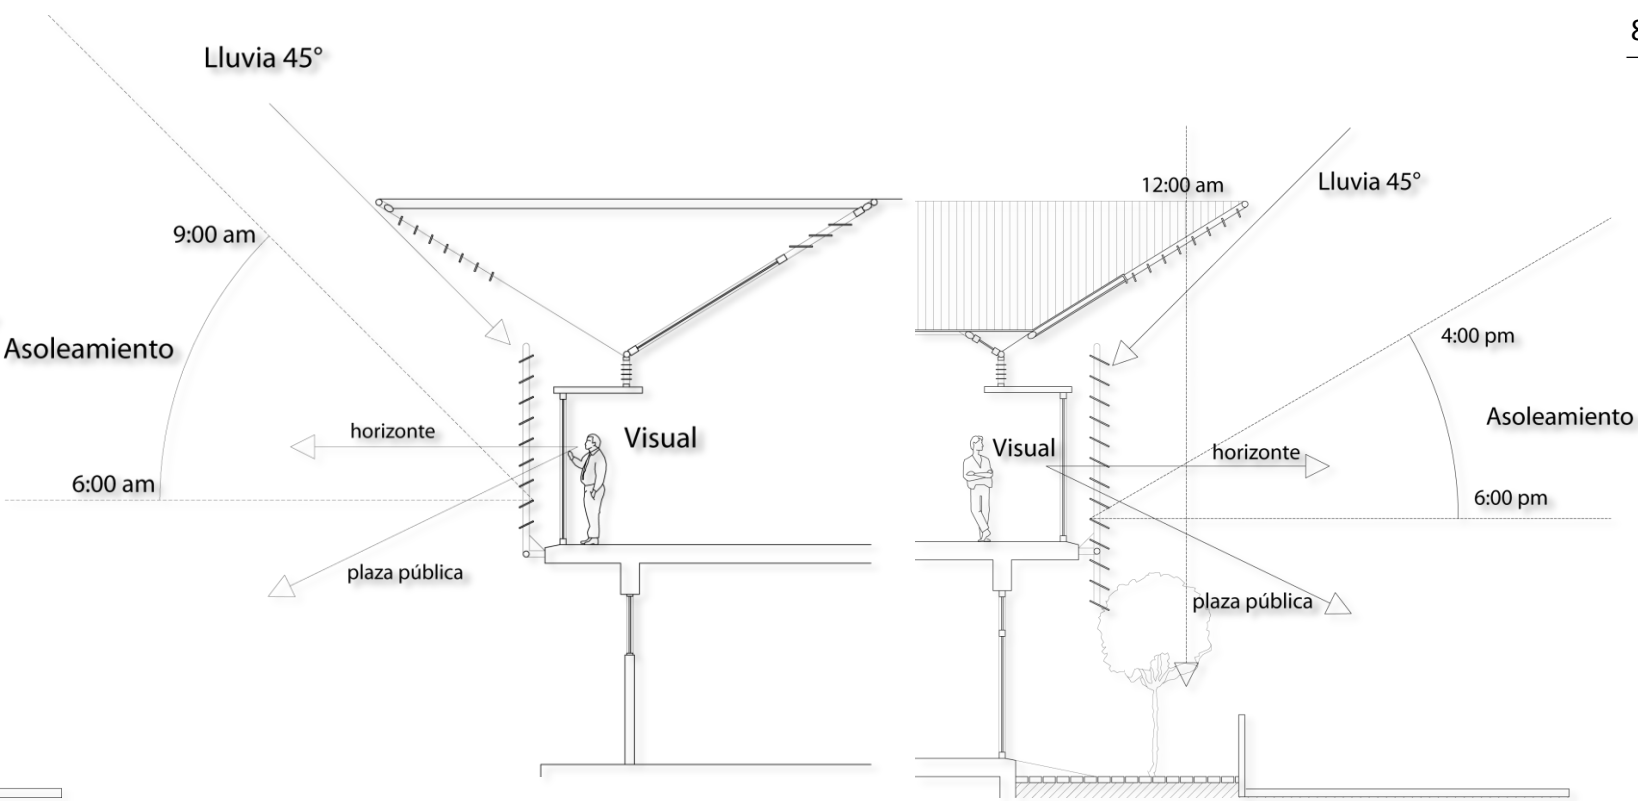 8
Lluvia 45°
12:00 am
Lluvia 45°
9:00 am
4:00 pm
Asoleamiento
Asoleamiento
horizonte
Visual
Visual
horizonte
6:00 am
6:00 pm
plaza pública
plaza pública